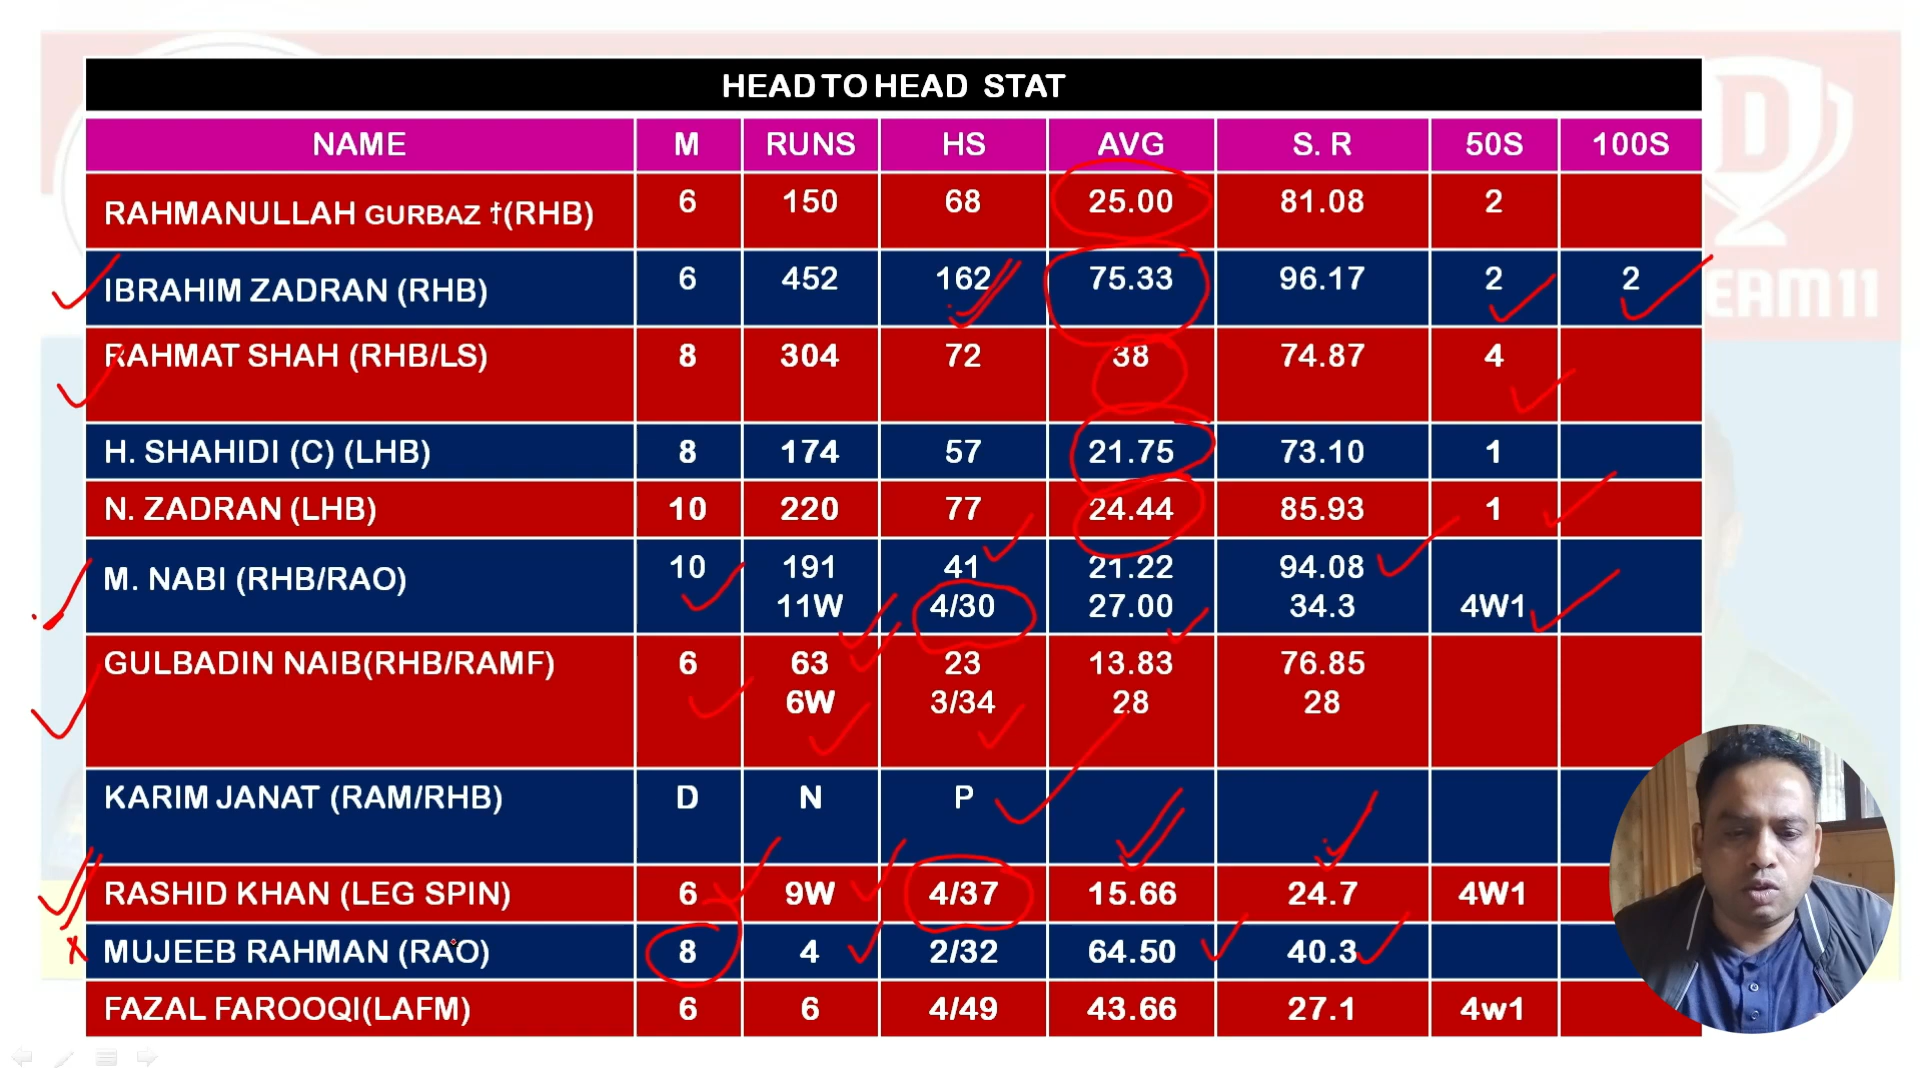 HEAD TO HEAD STAT
NAME M RUNS HS AVG S. R 50S 100S
RAHMANULLAH GURBAZ †(RHB) 6 150 68 25.00 81.08 2
IBRAHIM ZADRAN (RHB) 6 452 162 75.33 96.17 2 2
RAHMAT SHAH (RHB/LS) 8 304 72 38 74.87 4
H. SHAHIDI (C) (LHB) 8 174 57 21.75 73.10 1
N. ZADRAN (LHB) 10 220 77 24.44 85.93 1
M. NABI (RHB/RAO) 10 191 41 21.22 94.08
11W 4/30 27.00 34.3 4W1
GULBADIN NAIB(RHB/RAMF) 6 63 23 13.83 76.85
6W 3/34 28 28
KARIM JANAT (RAM/RHB) D N P
RASHID KHAN (LEG SPIN) 6 9W 4/37 15.66 24.7 4W1
MUJEEB RAHMAN (RAO) 8 4 2/32 64.50 40.3
FAZAL FAROOQI(LAFM) 6 6 4/49 43.66 27.1 4w1
D
EAM11